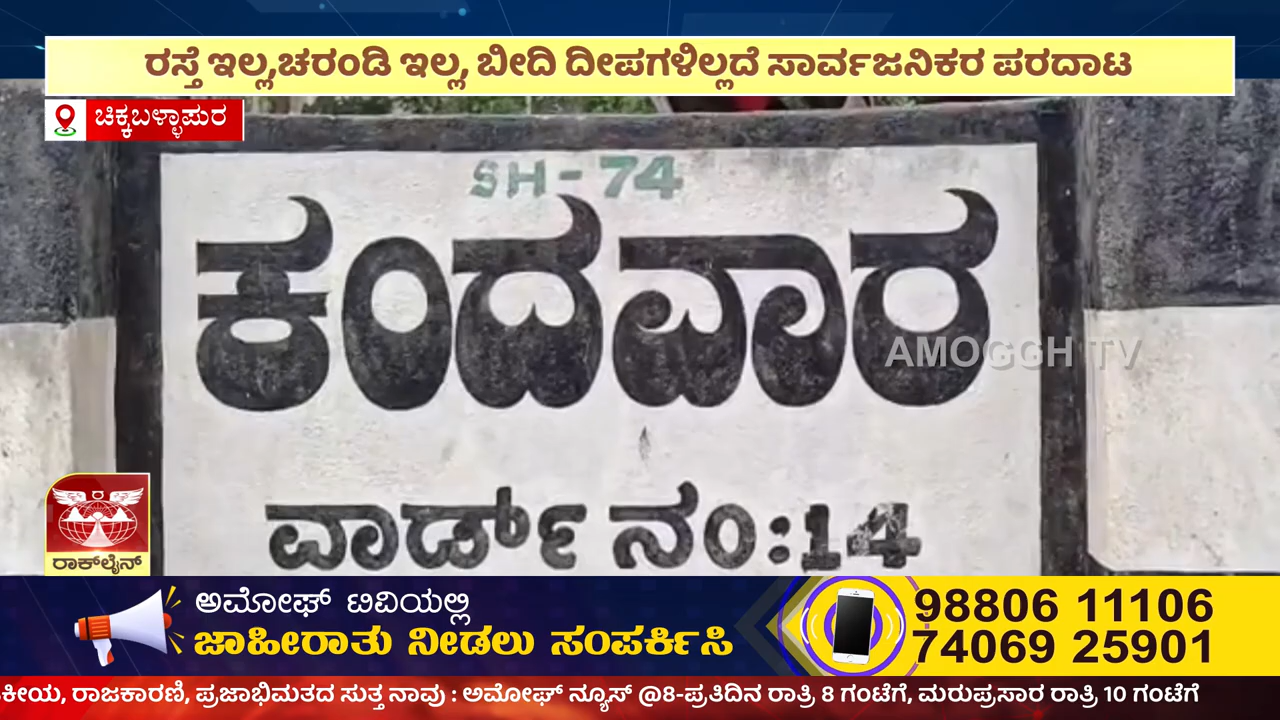 ರಸ್ತೆ ಇಲ್ಲ,ಚರಂಡಿ ಇಲ್ಲ, ಬೀದಿ ದೀಪಗಳಿಲ್ಲದೆ ಸಾರ್ವಜನಿಕರ ಪರದಾಟ
ಚಿಕ್ಕಬಳ್ಳಾಪುರ
SH-74
ಕಂದವಾರ
AMOGGH TV
ವಾರ್ಡ್ ನಂ:14
ರಾಕ್‌ಲೈನ್
ಅಮೋಘ್ ಟಿವಿಯಲ್ಲಿ
ಜಾಹೀರಾತು ನೀಡಲು ಸಂಪರ್ಕಿಸಿ
98806 11106
74069 25901
ಕೀಯ, ರಾಜಕಾರಣಿ, ಪ್ರಜಾಭಿಮತದ ಸುತ್ತ ನಾವು : ಅಮೋಘ್ ನ್ಯೂಸ್ @8-ಪ್ರತಿದಿನ ರಾತ್ರಿ 8 ಗಂಟೆಗೆ, ಮರುಪ್ರಸಾರ ರಾತ್ರಿ 10 ಗಂಟೆಗೆ